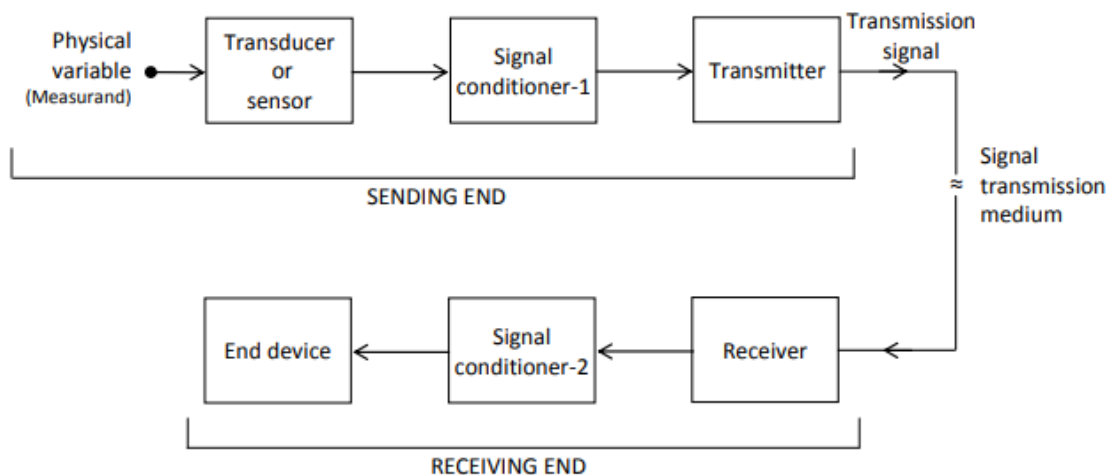 Physical
variable
(Measurand)
Transducer
or
sensor
Signal
conditioner-1
Transmitter
Transmission
signal
SENDING END
Signal
transmission
medium
End device
Signal
conditioner-2
Receiver
RECEIVING END